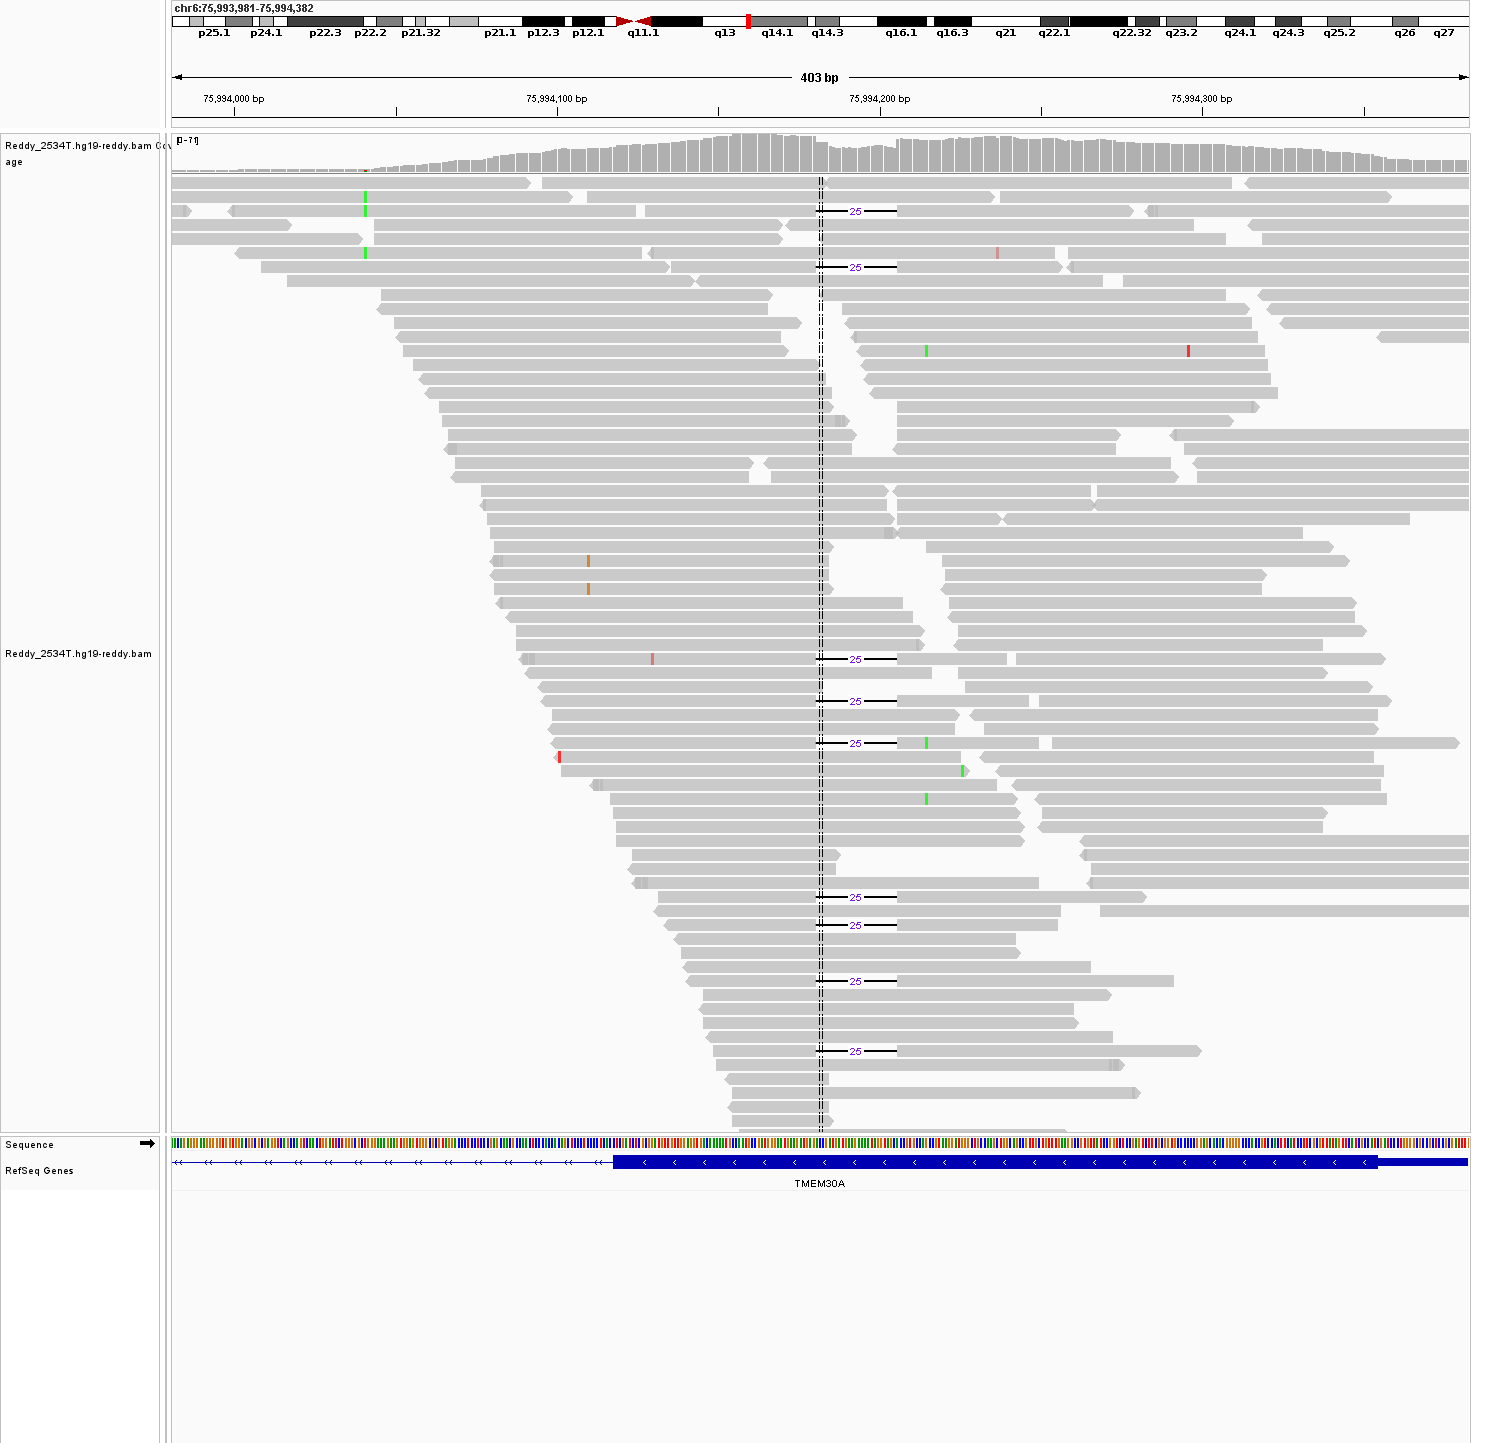 chr6:75,993,981-75,994,382
p25.1 p24.1 p22.3 p22.2 p21.32 p21.1 p12.3 p12.1 q11.1 q13 q14.1 q14.3 q16.1 q16.3 q21 q22.1 q22.32 q23.2 q24.1 q24.3 q25.2 q26 q27
403 bp
75,994,000 bp 75,994,100 bp 75,994,200 bp 75,994,300 bp
[0-71]
Reddy_2534T.hg19-reddy.bam Cov
age
25
25
Reddy_2534T.hg19-reddy.bam
25
25
25
25
25
25
25
Sequence
RefSeq Genes
TMEM30A